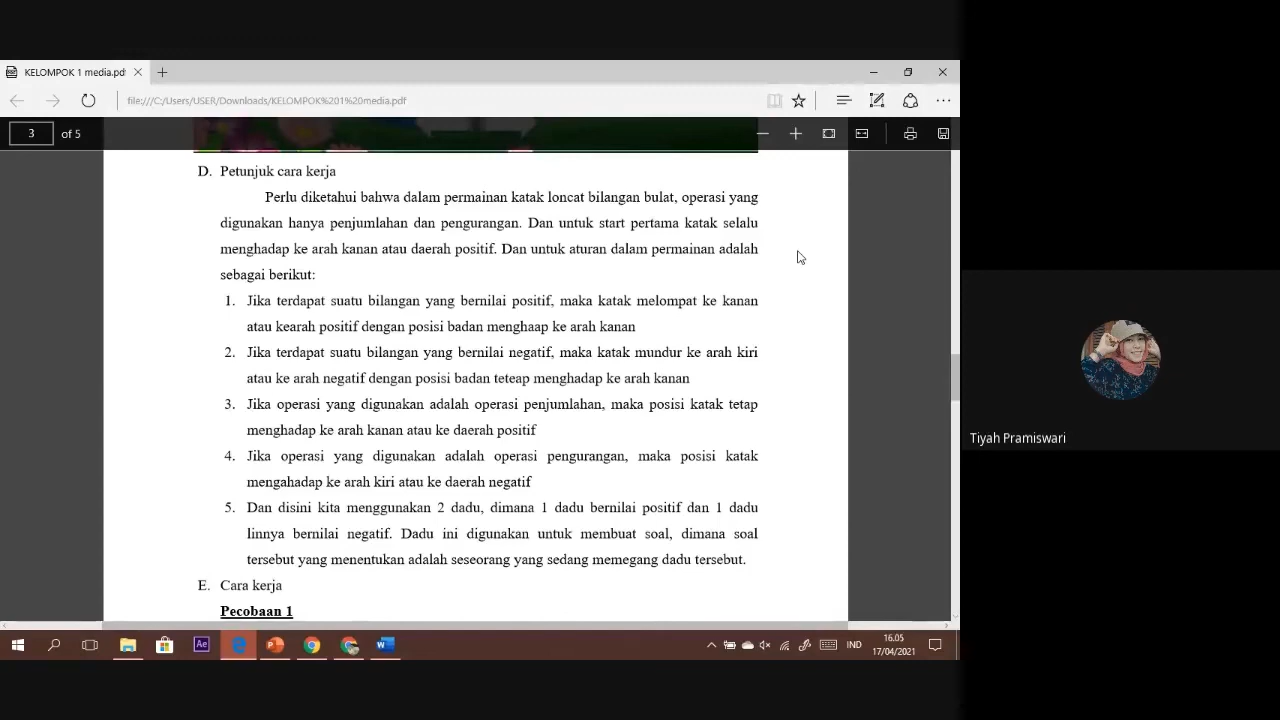 KELOMPOK 1 media.pdf
file:///C:/Users/USER/Downloads/KELOMPOK%201%20media.pdf
3 of 5
D. Petunjuk cara kerja
Perlu diketahui bahwa dalam permainan katak loncat bilangan bulat, operasi yang
digunakan hanya penjumlahan dan pengurangan. Dan untuk start pertama katak selalu
menghadap ke arah kanan atau daerah positif. Dan untuk aturan dalam permainan adalah
sebagai berikut:
1. Jika terdapat suatu bilangan yang bernilai positif, maka katak melompat ke kanan
atau kearah positif dengan posisi badan menghaap ke arah kanan
2. Jika terdapat suatu bilangan yang bernilai negatif, maka katak mundur ke arah kiri
atau ke arah negatif dengan posisi badan teteap menghadap ke arah kanan
3. Jika operasi yang digunakan adalah operasi penjumlahan, maka posisi katak tetap
menghadap ke arah kanan atau ke daerah positif
4. Jika operasi yang digunakan adalah operasi pengurangan, maka posisi katak
mengahadap ke arah kiri atau ke daerah negatif
5. Dan disini kita menggunakan 2 dadu, dimana 1 dadu bernilai positif dan 1 dadu
linnya bernilai negatif. Dadu ini digunakan untuk membuat soal, dimana soal
tersebut yang menentukan adalah seseorang yang sedang memegang dadu tersebut.
E. Cara kerja
Pecobaan 1
Tiyah Pramiswari
Ae
IND
16.05
17/04/2021